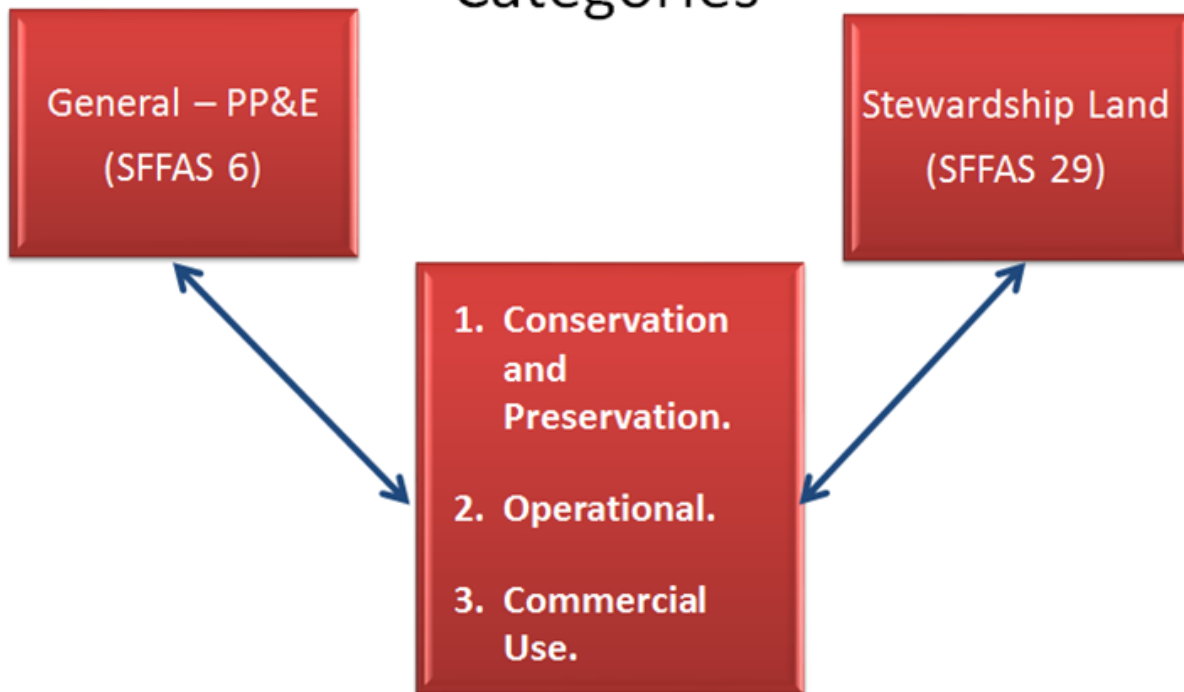 Categories
General – PP&E
(SFFAS 6)
Stewardship Land
(SFFAS 29)
1. Conservation
and
Preservation.
2. Operational.
3. Commercial
Use.